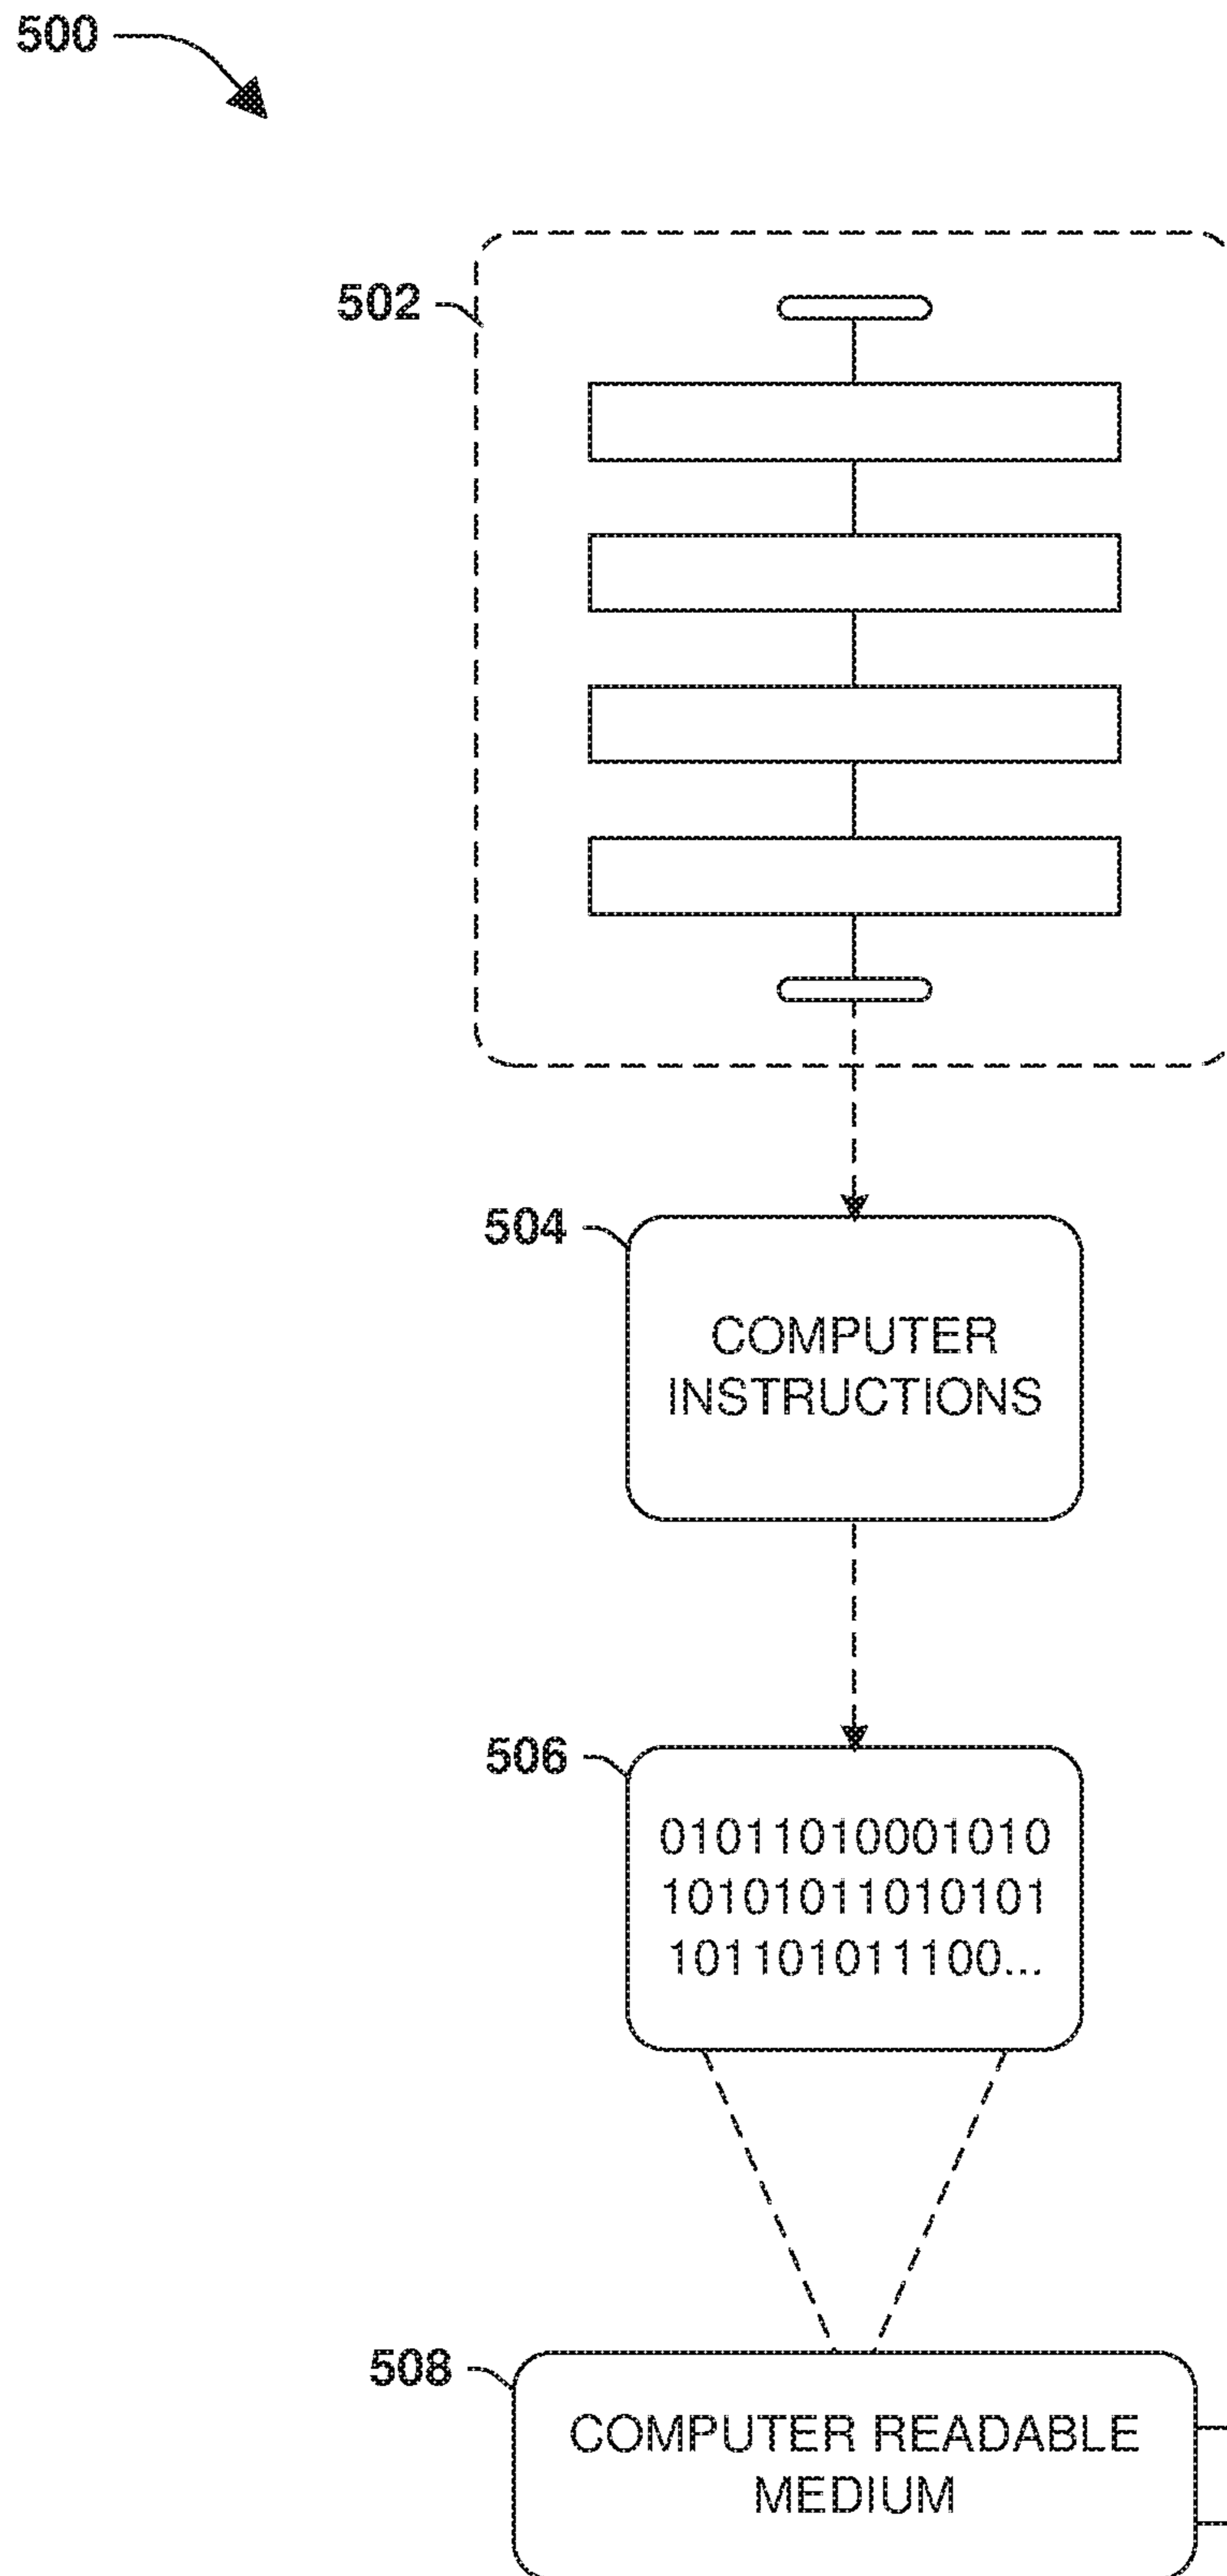 500
502
504
COMPUTER
INSTRUCTIONS
506
01011010001010
10101011010101
101101011100...
508
COMPUTER READABLE
MEDIUM